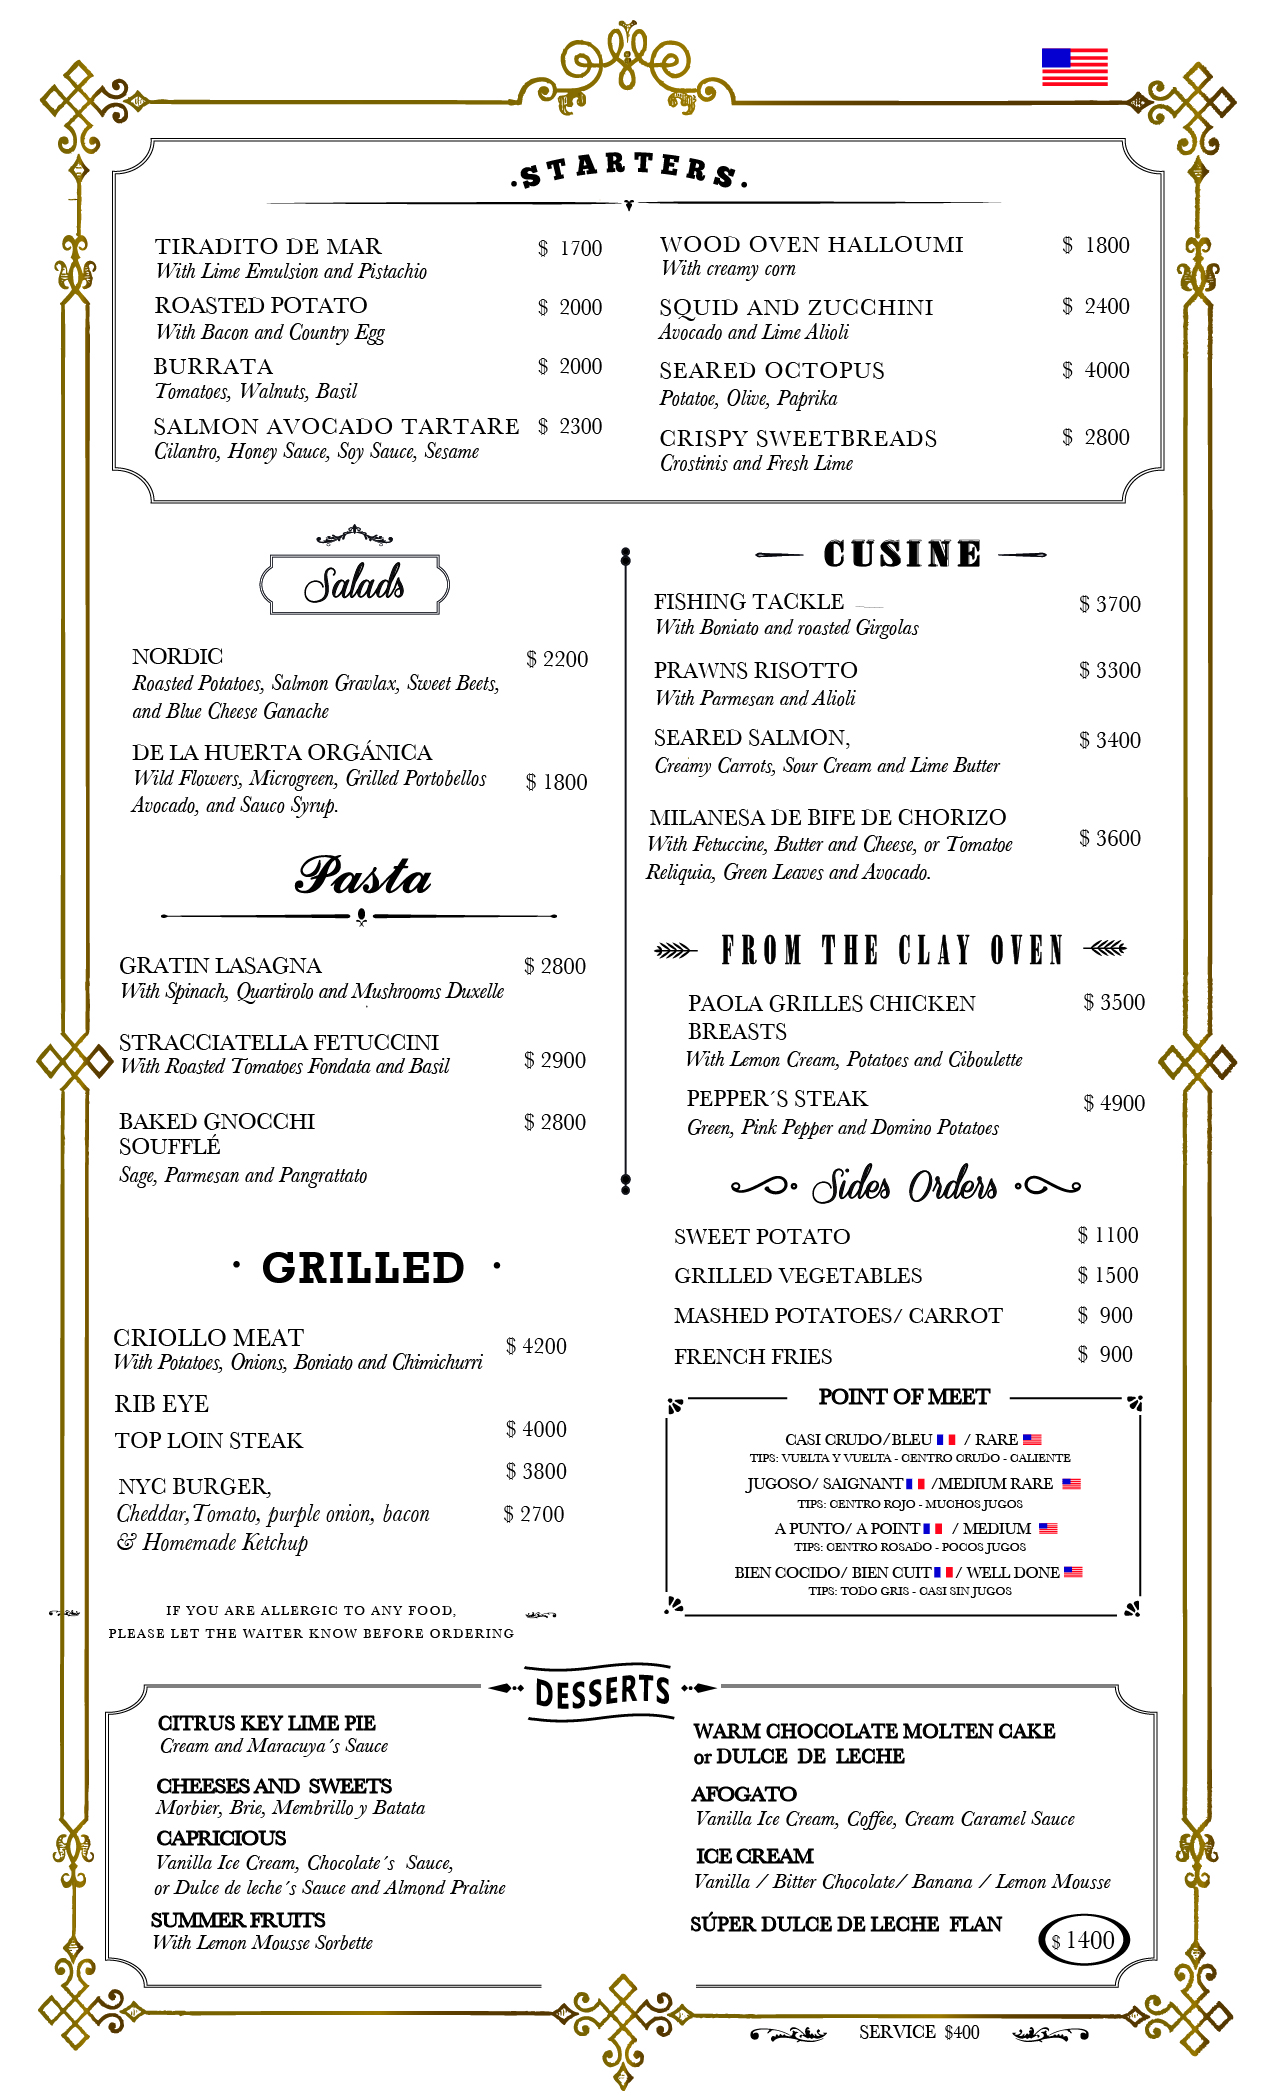 .STARTERS.
TIRADITO DE MAR $ 1700
With Lime Emulsion and Pistachio
ROASTED POTATO $ 2000
With Bacon and Country Egg
BURRATA $ 2000
Tomatoes, Walnuts, Basil
SALMON AVOCADO TARTARE $ 2300
Cilantro, Honey Sauce, Soy Sauce, Sesame
WOOD OVEN HALLOUMI $ 1800
With creamy corn
SQUID AND ZUCCHINI $ 2400
Avocado and Lime Alioli
SEARED OCTOPUS $ 4000
Potatoe, Olive, Paprika
CRISPY SWEETBREADS $ 2800
Crostinis and Fresh Lime
Salads
NORDIC $ 2200
Roasted Potatoes, Salmon Gravlax, Sweet Beets,
and Blue Cheese Ganache
DE LA HUERTA ORGÁNICA
Wild Flowers, Microgreen, Grilled Portobellos $ 1800
Avocado, and Sauco Syrup.
Pasta
GRATIN LASAGNA $ 2800
With Spinach, Quartirolo and Mushrooms Duxelle
STRACCIATELLA FETUCCINI
With Roasted Tomatoes Fondata and Basil $ 2900
BAKED GNOCCHI $ 2800
SOUFFLÉ
Sage, Parmesan and Pangrattato
· GRILLED ·
CRIOLLO MEAT $ 4200
With Potatoes, Onions, Boniato and Chimichurri
RIB EYE $ 4000
TOP LOIN STEAK $ 3800
NYC BURGER,
Cheddar,Tomato, purple onion, bacon $ 2700
& Homemade Ketchup
IF YOU ARE ALLERGIC TO ANY FOOD,
PLEASE LET THE WAITER KNOW BEFORE ORDERING
CUSINE
FISHING TACKLE $ 3700
With Boniato and roasted Girgolas
PRAWNS RISOTTO $ 3300
With Parmesan and Alioli
SEARED SALMON, $ 3400
Creamy Carrots, Sour Cream and Lime Butter
MILANESA DE BIFE DE CHORIZO
With Fetuccine, Butter and Cheese, or Tomatoe $ 3600
Reliquia, Green Leaves and Avocado.
FROM THE CLAY OVEN
PAOLA GRILLES CHICKEN $ 3500
BREASTS
With Lemon Cream, Potatoes and Ciboulette
PEPPER´S STEAK $ 4900
Green, Pink Pepper and Domino Potatoes
Sides Orders
SWEET POTATO $ 1100
GRILLED VEGETABLES $ 1500
MASHED POTATOES/ CARROT $ 900
FRENCH FRIES $ 900
POINT OF MEET
CASI CRUDO/BLEU / RARE
TIPS: VUELTA Y VUELTA - CENTRO CRUDO - CALIENTE
JUGOSO/ SAIGNANT /MEDIUM RARE
TIPS: CENTRO ROJO - MUCHOS JUGOS
A PUNTO/ A POINT / MEDIUM
TIPS: CENTRO ROSADO - POCOS JUGOS
BIEN COCIDO/ BIEN CUIT / WELL DONE
TIPS: TODO GRIS - CASI SIN JUGOS
DESSERTS
CITRUS KEY LIME PIE
Cream and Maracuya´s Sauce
CHEESES AND SWEETS
Morbier, Brie, Membrillo y Batata
CAPRICIOUS
Vanilla Ice Cream, Chocolate´s Sauce,
or Dulce de leche´s Sauce and Almond Praline
SUMMER FRUITS
With Lemon Mousse Sorbette
WARM CHOCOLATE MOLTEN CAKE
or DULCE DE LECHE
AFOGATO
Vanilla Ice Cream, Coffee, Cream Caramel Sauce
ICE CREAM
Vanilla / Bitter Chocolate/ Banana / Lemon Mousse
SÚPER DULCE DE LECHE FLAN
$ 1400
SERVICE $400